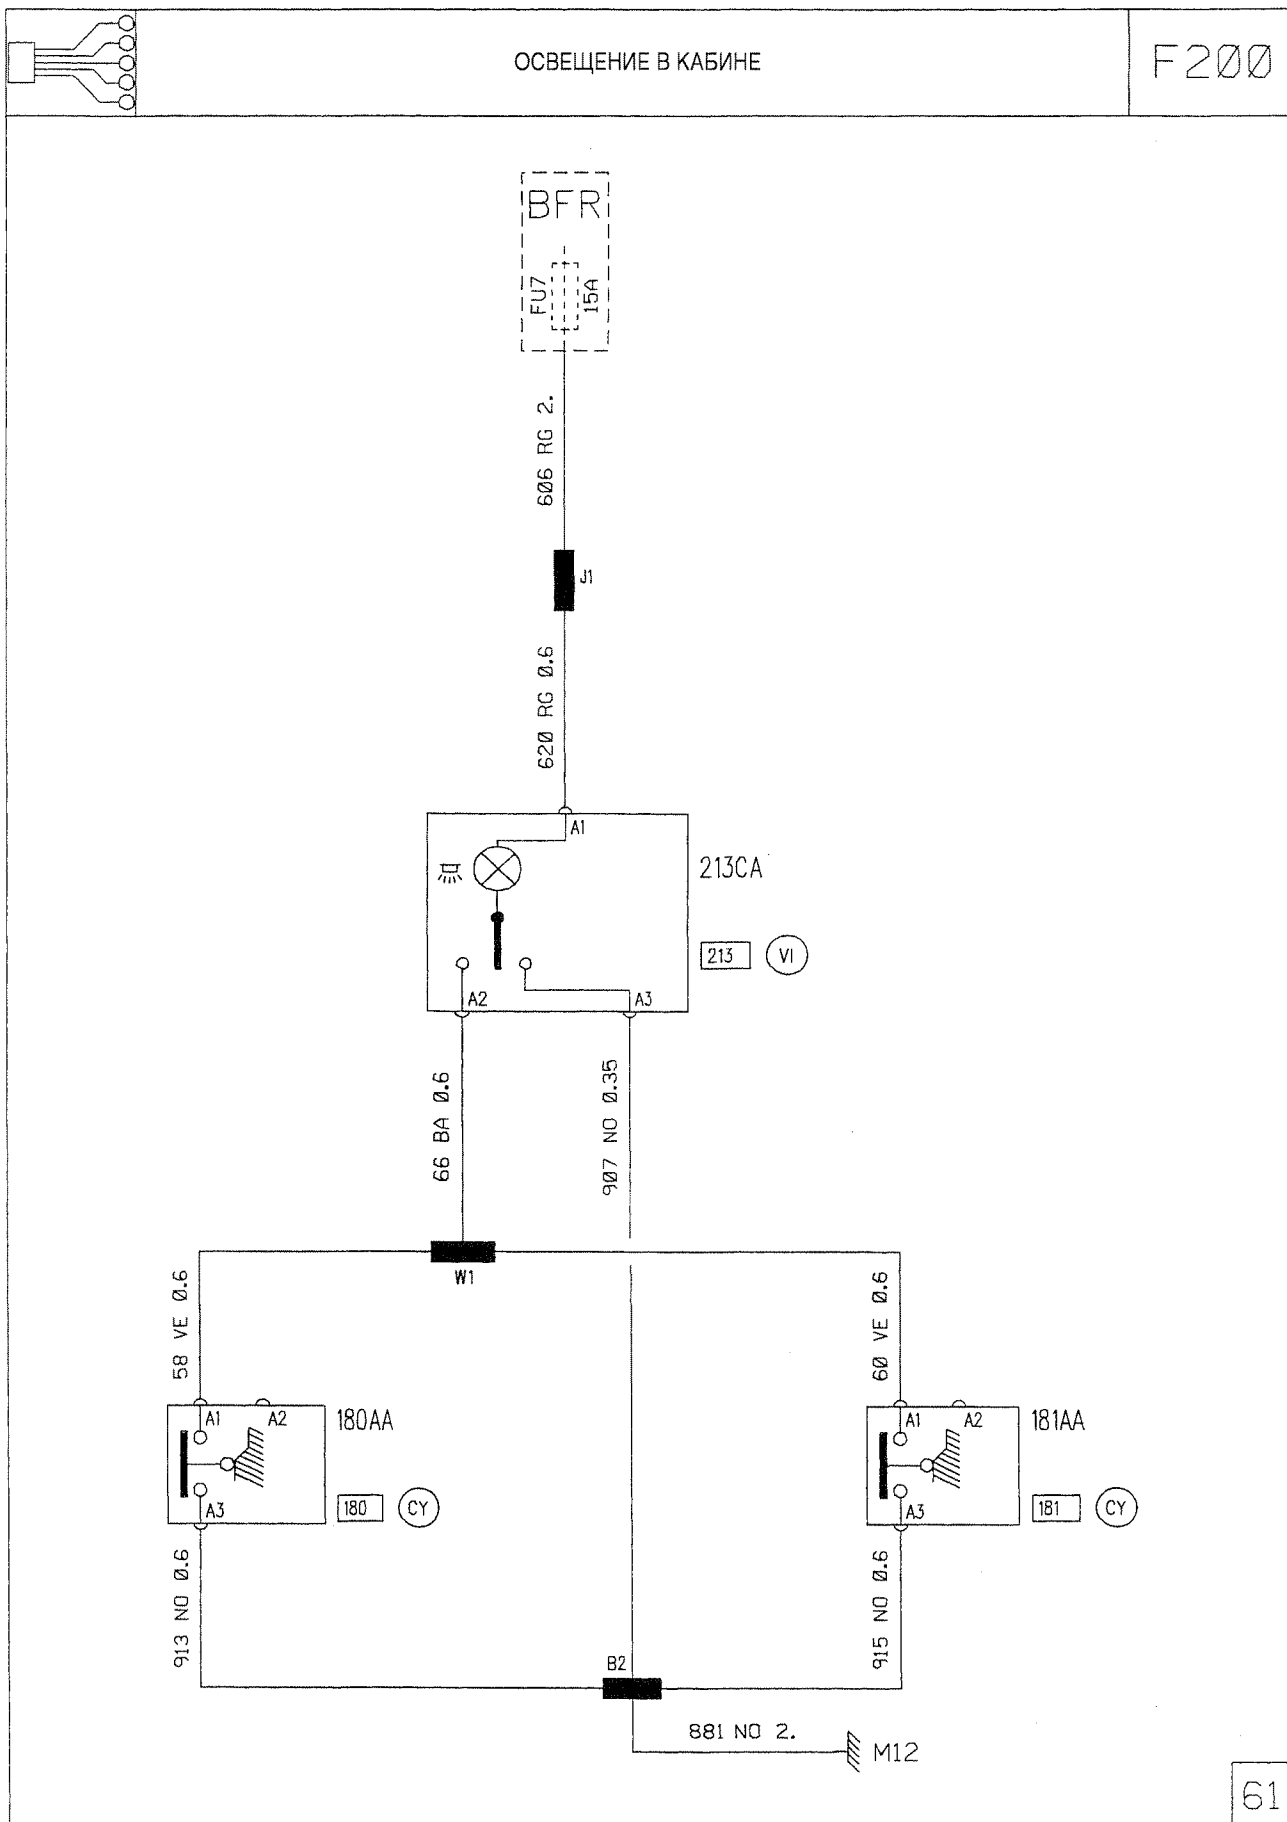 ОСВЕЩЕНИЕ В КАБИНЕ
F200
BFR
FU7
15A
606 RG 2.
J1
620 RG 0.6
A1
213CA
213
VI
A2
A3
66 BA 0.6
907 NO 0.35
W1
58 VE 0.6
60 VE 0.6
A1
A2
180AA
A3
180
CY
A1
A2
181AA
A3
181
CY
913 NO 0.6
915 NO 0.6
B2
881 NO 2.
M12
61